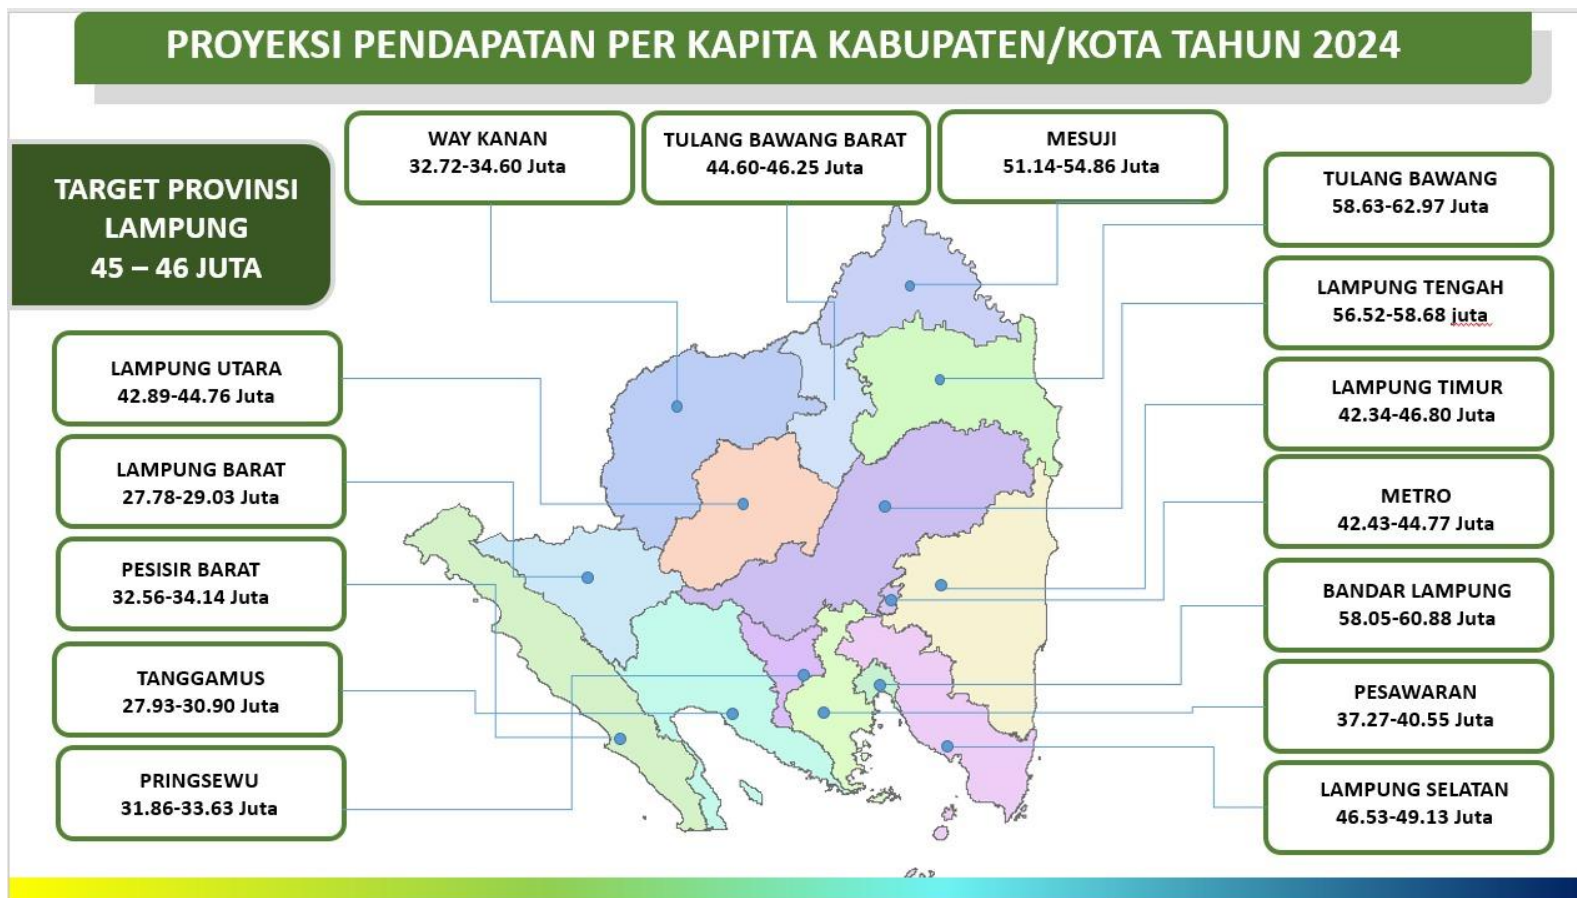 PROYEKSI PENDAPATAN PER KAPITA KABUPATEN/KOTA TAHUN 2024
TARGET PROVINSI
LAMPUNG
45 – 46 JUTA
WAY KANAN
32.72-34.60 Juta
TULANG BAWANG BARAT
44.60-46.25 Juta
MESUJI
51.14-54.86 Juta
TULANG BAWANG
58.63-62.97 Juta
LAMPUNG TENGAH
56.52-58.68 juta
LAMPUNG TIMUR
42.34-46.80 Juta
METRO
42.43-44.77 Juta
BANDAR LAMPUNG
58.05-60.88 Juta
PESAWARAN
37.27-40.55 Juta
LAMPUNG SELATAN
46.53-49.13 Juta
LAMPUNG UTARA
42.89-44.76 Juta
LAMPUNG BARAT
27.78-29.03 Juta
PESISIR BARAT
32.56-34.14 Juta
TANGGAMUS
27.93-30.90 Juta
PRINGSEWU
31.86-33.63 Juta